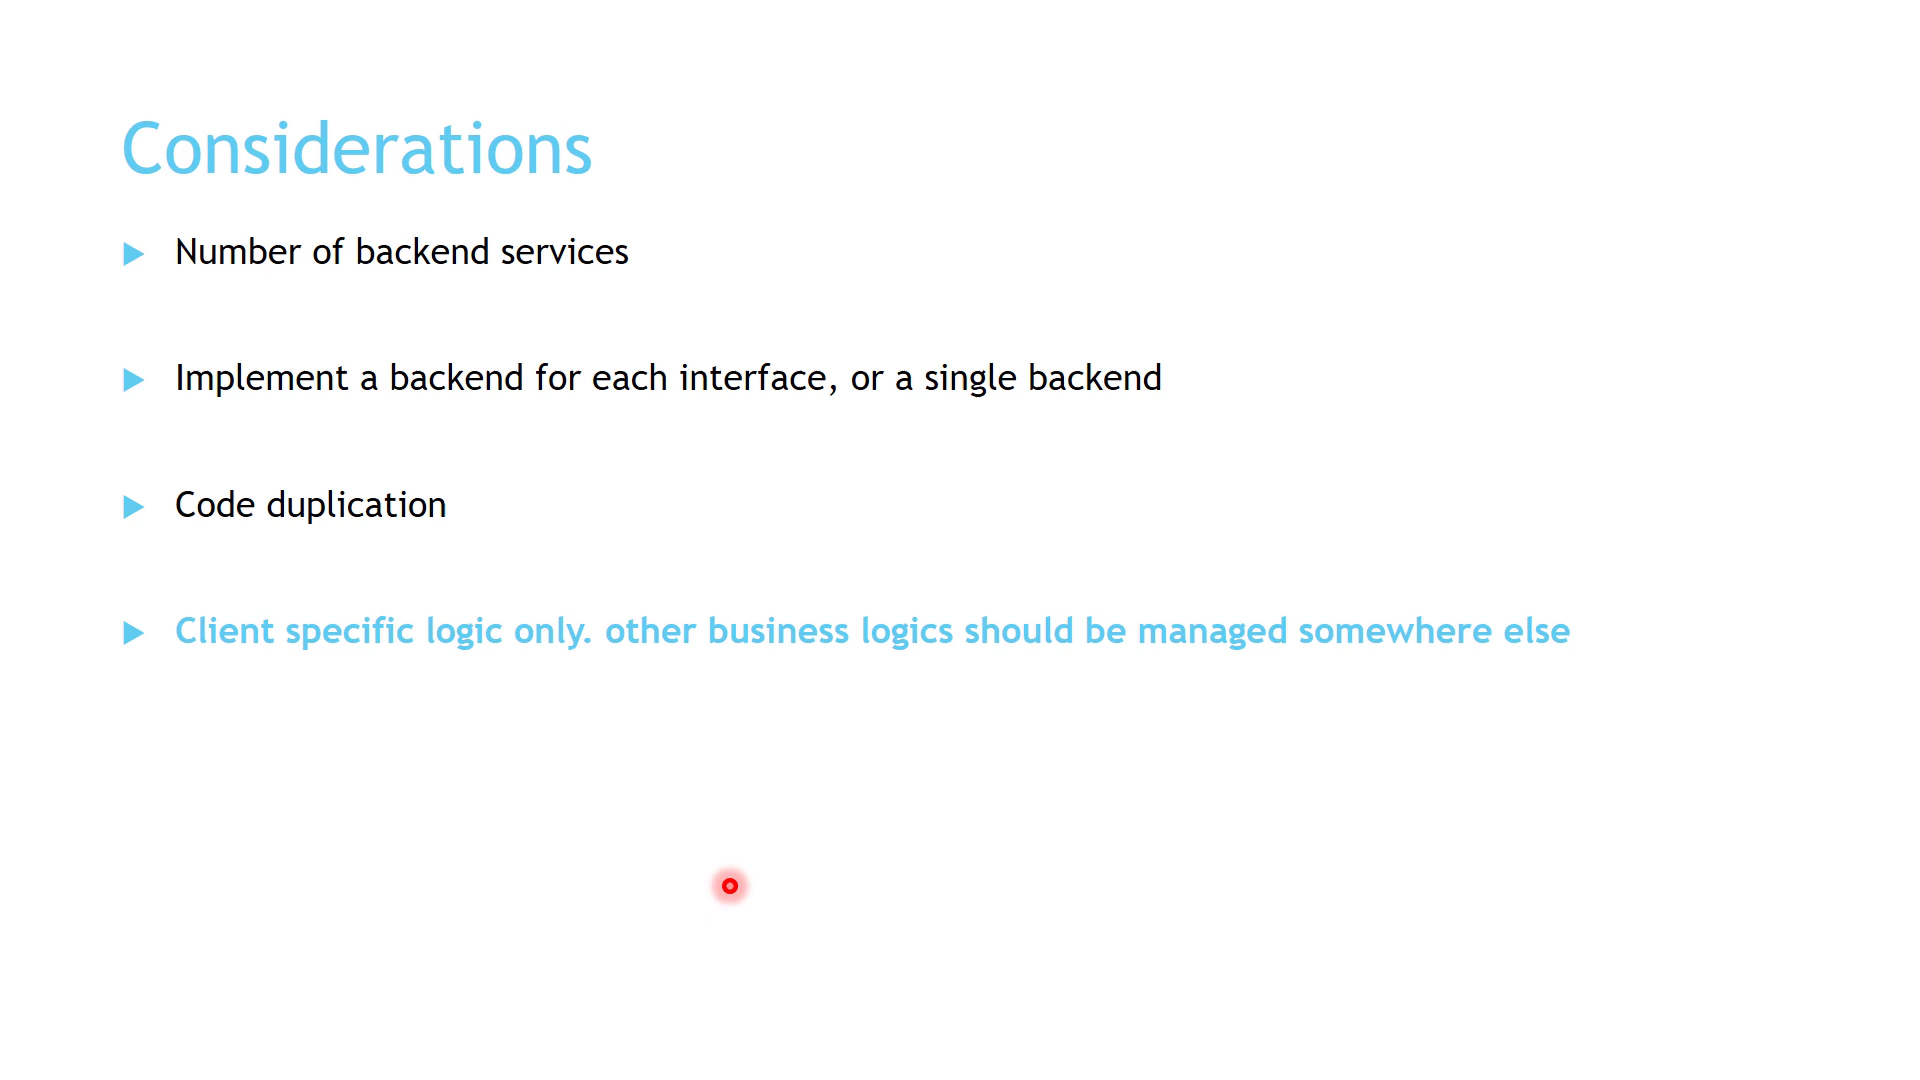 Considerations
Number of backend services
Implement a backend for each interface, or a single backend
Code duplication
Client specific logic only. other business logics should be managed somewhere else